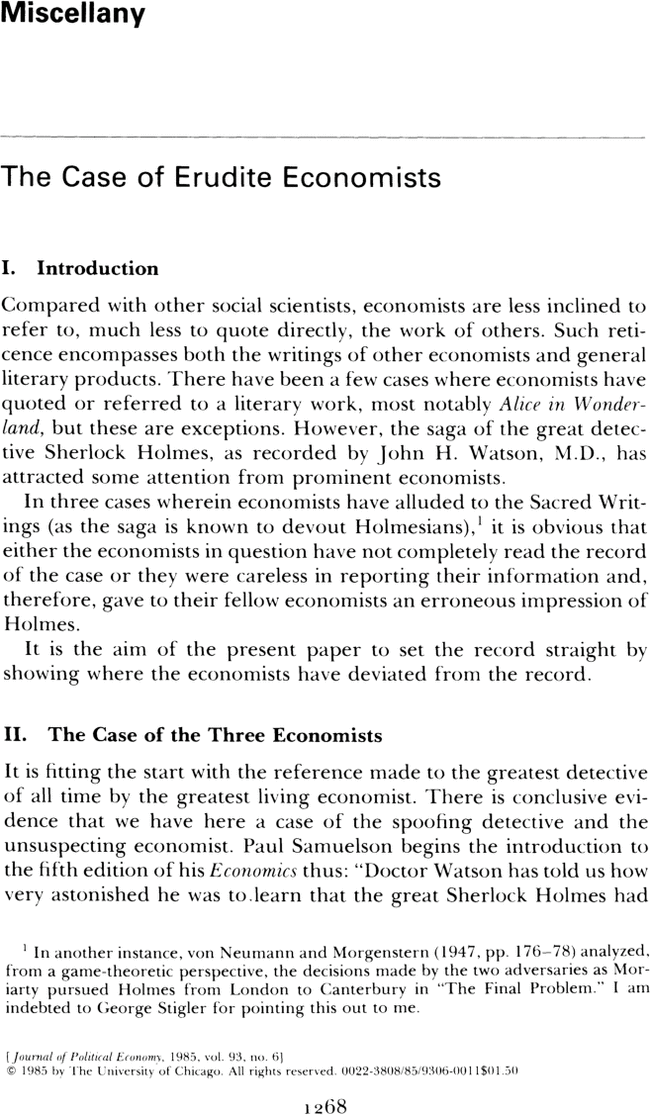 Miscellany
The Case of Erudite Economists
I. Introduction
Compared with other social scientists, economists are less inclined to
refer to, much less to quote directly, the work of others. Such reti-
cence encompasses both the writings of other economists and general
literary products. There have been a few cases where economists have
quoted or referred to a literary work, most notably Alice in Wonder-
land, but these are exceptions. However, the saga of the great detec-
tive Sherlock Holmes, as recorded by John H. Watson, M.D., has
attracted some attention from prominent economists.
In three cases wherein economists have alluded to the Sacred Writ-
ings (as the saga is known to devout Holmesians),¹ it is obvious that
either the economists in question have not completely read the record
of the case or they were careless in reporting their information and,
therefore, gave to their fellow economists an erroneous impression of
Holmes.
It is the aim of the present paper to set the record straight by
showing where the economists have deviated from the record.
II. The Case of the Three Economists
It is fitting the start with the reference made to the greatest detective
of all time by the greatest living economist. There is conclusive evi-
dence that we have here a case of the spoofing detective and the
unsuspecting economist. Paul Samuelson begins the introduction to
the fifth edition of his Economics thus: “Doctor Watson has told us how
very astonished he was to.learn that the great Sherlock Holmes had
¹ In another instance, von Neumann and Morgenstern (1947, pp. 176–78) analyzed,
from a game-theoretic perspective, the decisions made by the two adversaries as Mor-
iarty pursued Holmes from London to Canterbury in “The Final Problem.” I am
indebted to George Stigler for pointing this out to me.
[Journal of Political Economy, 1985, vol. 93, no. 6]
© 1985 by The University of Chicago. All rights reserved. 0022-3808/85/9306-0011$01.50
1268